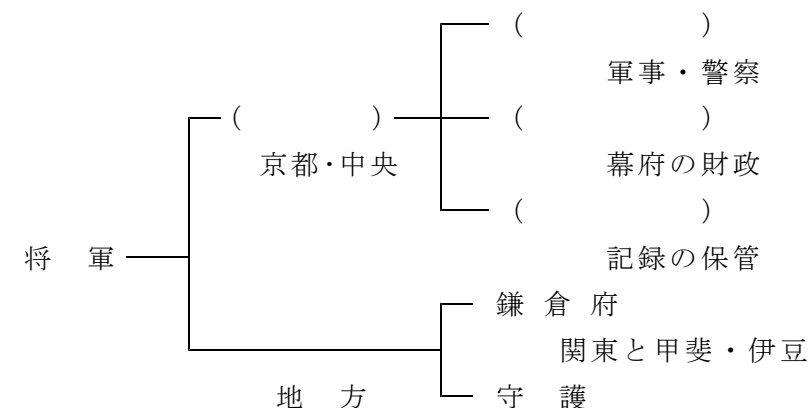 (　　　　)
軍事・警察
(　　　　)
(　　　　)
京都・中央
幕府の財政
(　　　　)
将　軍
記録の保管
鎌倉府
関東と甲斐・伊豆
地　方
守　護